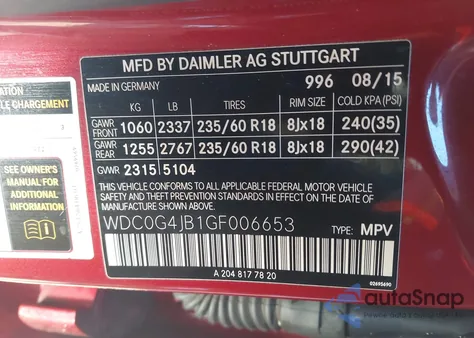 MFD BY DAIMLER AG STUTTGART
MADE IN GERMANY 996 08/15
KG LB TIRES RIM SIZE COLD KPA(PSI)
GAWR FRONT 1060 2337 235/60 R18 8Jx18 240(35)
GAWR REAR 1255 2767 235/60 R18 8Jx18 290(42)
GWR 2315 5104
THIS VEHICLE CONFORMS TO ALL APPLICABLE FEDERAL MOTOR VEHICLE
SAFETY, BUMPER, AND THEFT PREVENTION STANDARDS IN EFFECT
ON THE DATE OF MANUFACTURE SHOWN ABOVE.
WDC0G4JB1GF006653 TYPE: MPV
A 204 817 78 20
02695690
CHARGEMENT
SEE OWNER'S
MANUAL FOR
ADDITIONAL
INFORMATION
autoSnap